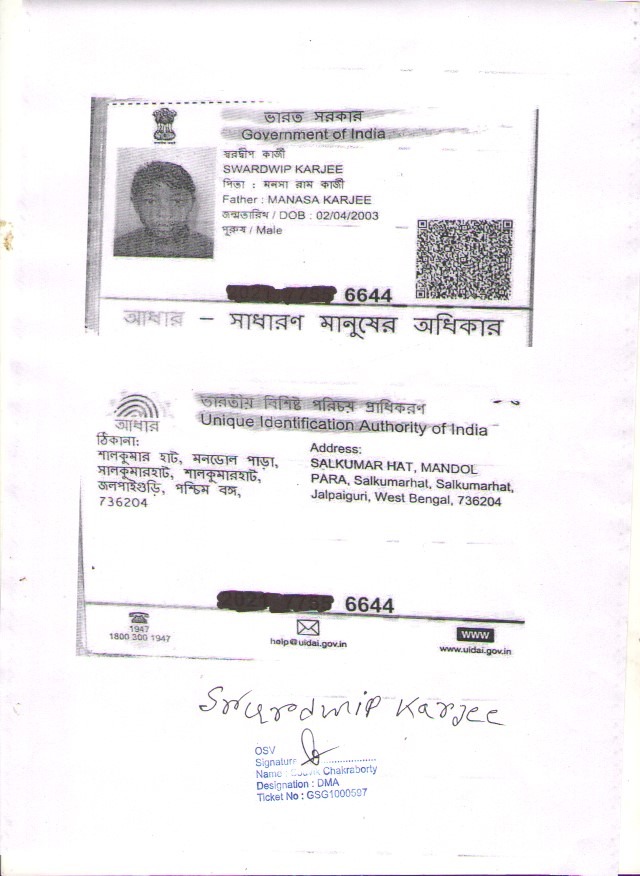 ভারত সরকার
Government of India
স্বরদ্বীপ কার্জী
SWARDWIP KARJEE
পিতা : মনসা রাম কার্জী
Father : MANASA KARJEE
জন্মতারিখ / DOB : 02/04/2003
পুরুষ / Male
6644
আধার – সাধারণ মানুষের অধিকার
ভারতীয় বিশিষ্ট পরিচয় প্রাধিকরণ
Unique Identification Authority of India
আধার
ঠিকানা:
শালকুমার হাট, মনডোল পাড়া,
সালকুমারহাট, শালকুমারহাট,
জলপাইগুড়ি, পশ্চিম বঙ্গ,
736204
Address:
SALKUMAR HAT, MANDOL
PARA, Salkumarhat, Salkumarhat,
Jalpaiguri, West Bengal, 736204
6644
1947
1800 300 1947
help@uidai.gov.in
WWW
www.uidai.gov.in
Swardwip Karjee
OSV
Signature
Name : Chakraborty
Designation : DMA
Ticket No : GSG1000597